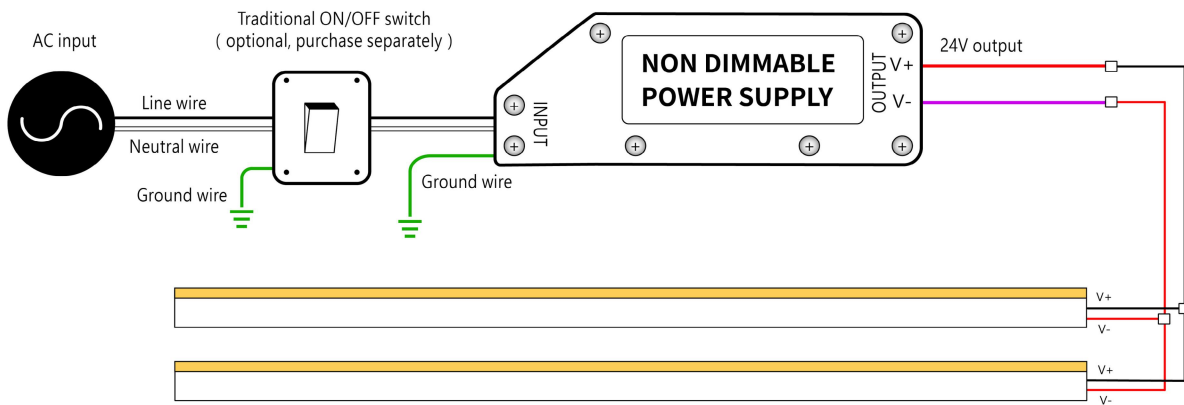 Traditional ON/OFF switch
( optional, purchase separately )
AC input
Line wire
Neutral wire
Ground wire
Ground wire
INPUT
NON DIMMABLE
POWER SUPPLY
OUTPUT
V+
V-
24V output
V+
V-
V+
V-